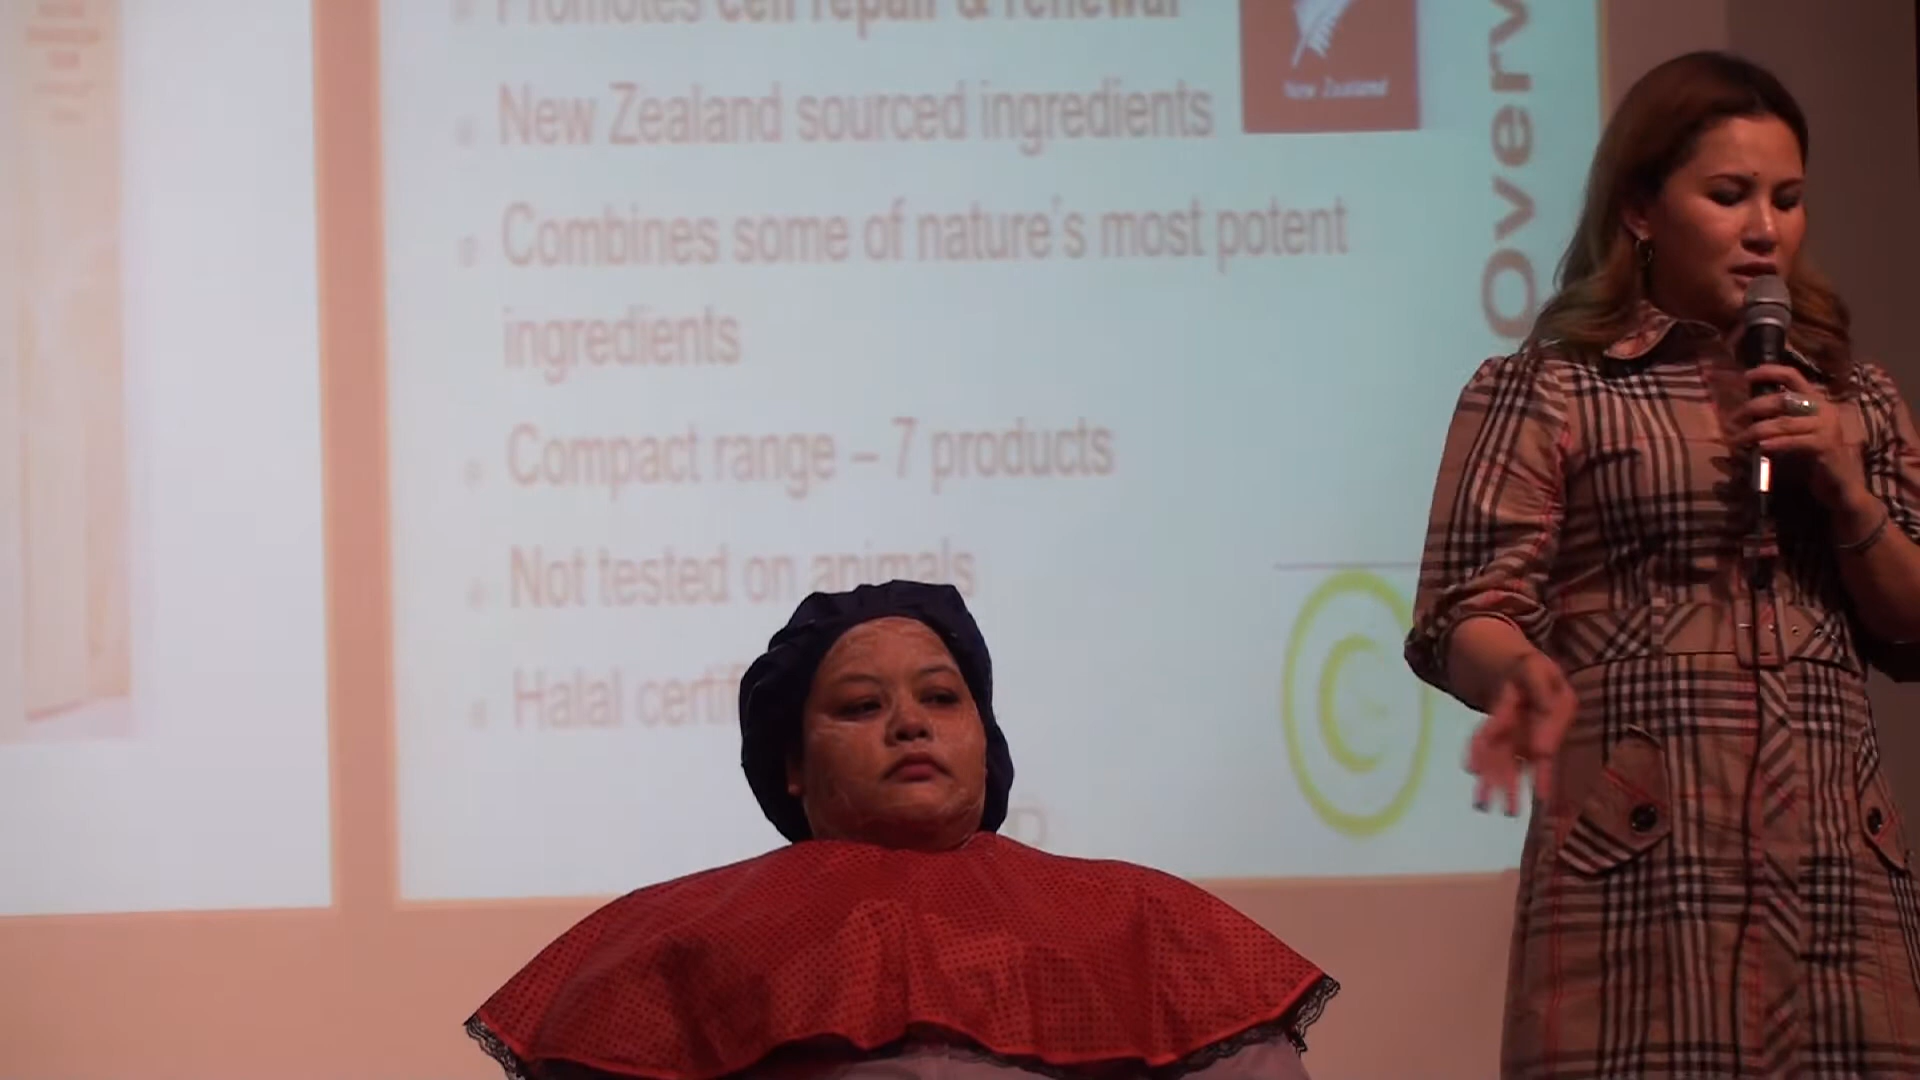 Promotes cell repair & renewal
New Zealand sourced ingredients
Combines some of nature's most potent
ingredients
Compact range – 7 products
Not tested on animals
Halal certif
New Zealand
Overv